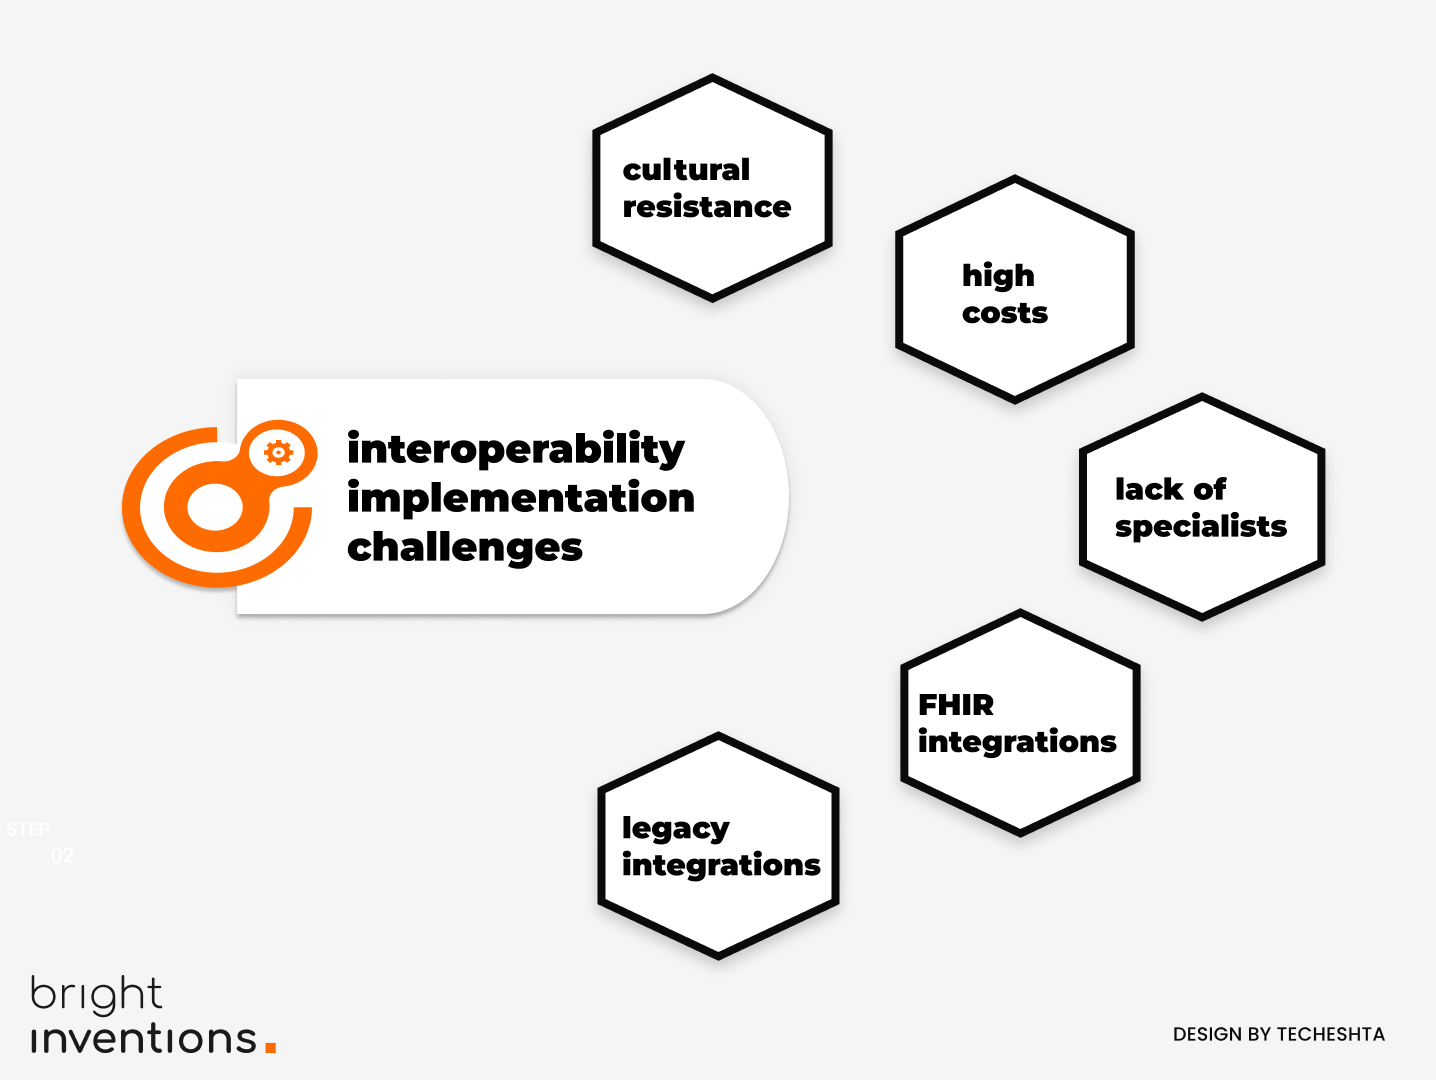 cultural
resistance
high
costs
interoperability
implementation
challenges
lack of
specialists
FHIR
integrations
legacy
integrations
STEP
02
bright
inventions.
DESIGN BY TECHESHTA